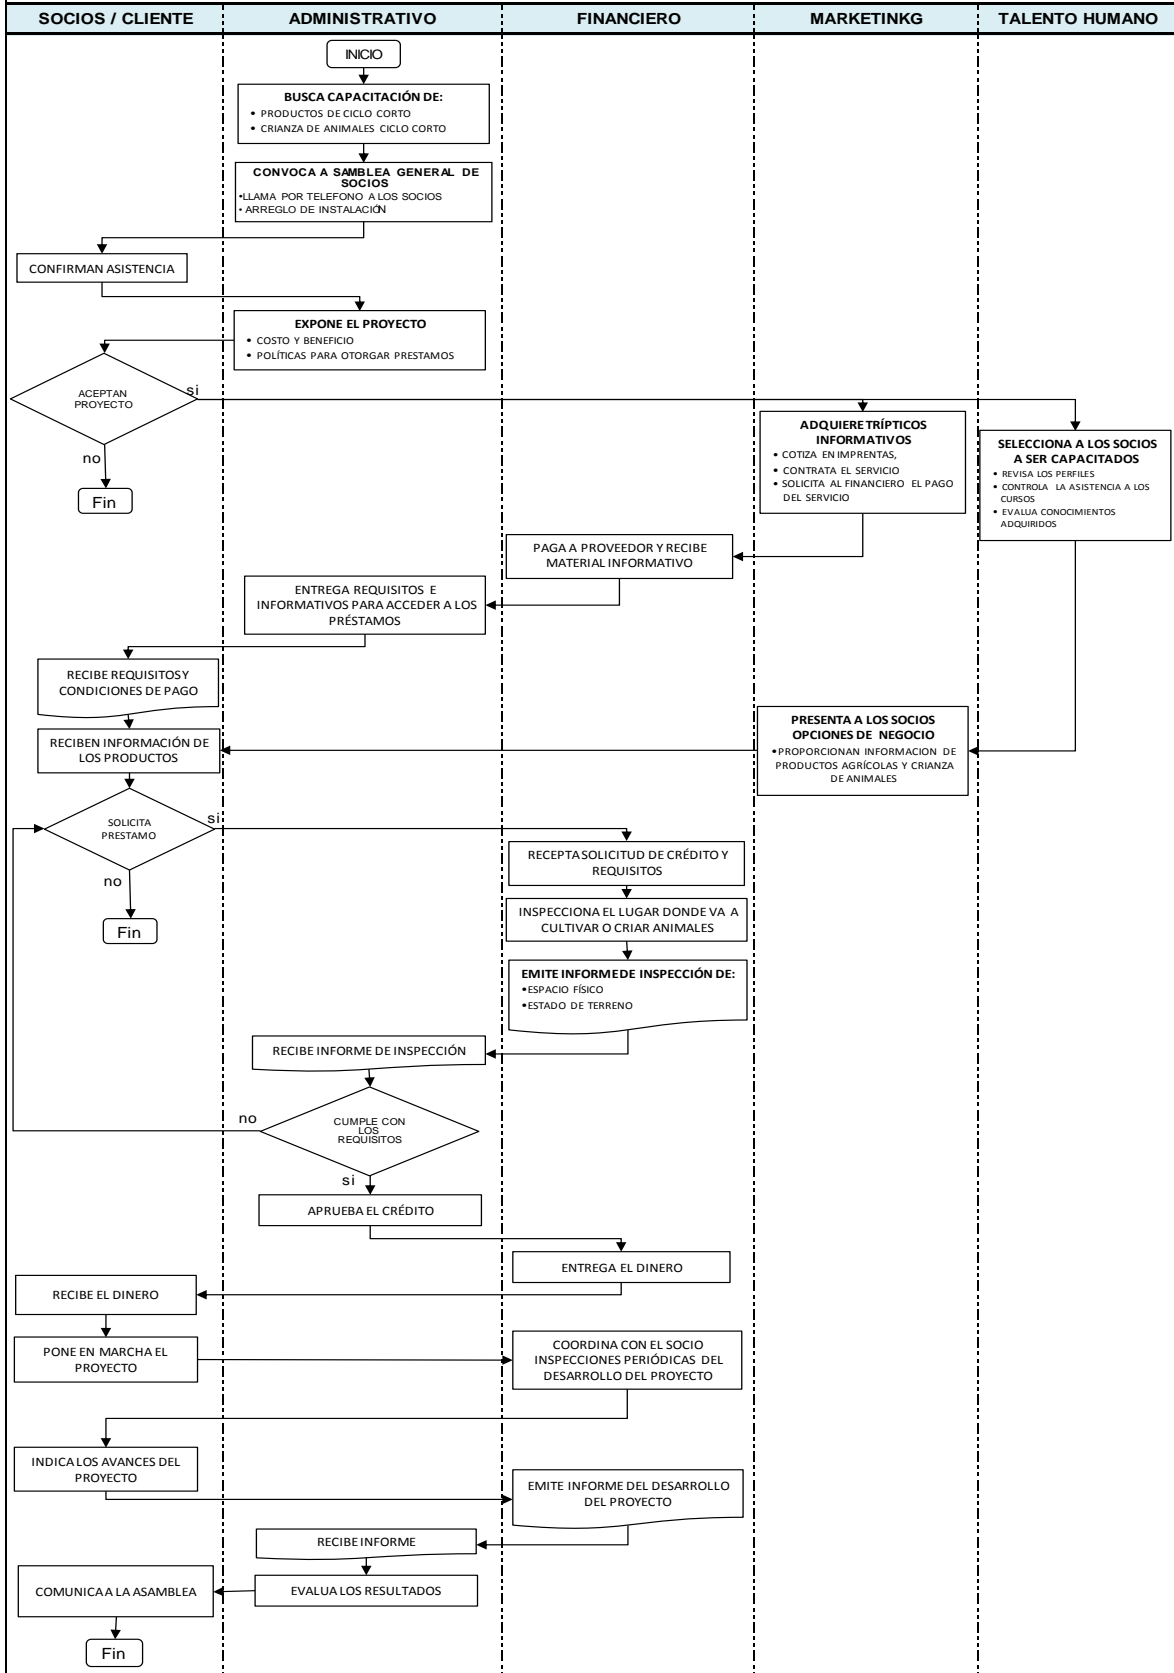 SOCIOS / CLIENTE
ADMINISTRATIVO
FINANCIERO
MARKETINKG
TALENTO HUMANO
INICIO
BUSCA CAPACITACIÓN DE:
• PRODUCTOS DE CICLO CORTO
• CRIANZA DE ANIMALES CICLO CORTO
CONVOCA A SAMBLEA GENERAL DE
SOCIOS
•LLAMA POR TELEFONO A LOS SOCIOS
• ARREGLO DE INSTALACIÓN
CONFIRMAN ASISTENCIA
EXPONE EL PROYECTO
• COSTO Y BENEFICIO
• POLÍTICAS PARA OTORGAR PRESTAMOS
ACEPTAN
PROYECTO
si
no
Fin
ADQUIERE TRÍPTICOS
INFORMATIVOS
• COTIZA EN IMPRENTAS,
• CONTRATA EL SERVICIO
• SOLICITA AL FINANCIERO EL PAGO
DEL SERVICIO
SELECCIONA A LOS SOCIOS
A SER CAPACITADOS
• REVISA LOS PERFILES
• CONTROLA LA ASISTENCIA A LOS
CURSOS
• EVALUA CONOCIMIENTOS
ADQUIRIDOS
PAGA A PROVEEDOR Y RECIBE
MATERIAL INFORMATIVO
ENTREGA REQUISITOS E
INFORMATIVOS PARA ACCEDER A LOS
PRÉSTAMOS
RECIBE REQUISITOS Y
CONDICIONES DE PAGO
RECIBEN INFORMACIÓN DE
LOS PRODUCTOS
PRESENTA A LOS SOCIOS
OPCIONES DE NEGOCIO
•PROPORCIONAN INFORMACION DE
PRODUCTOS AGRÍCOLAS Y CRIANZA
DE ANIMALES
SOLICITA
PRESTAMO
si
no
Fin
RECEPTA SOLICITUD DE CRÉDITO Y
REQUISITOS
INSPECCIONA EL LUGAR DONDE VA A
CULTIVAR O CRIAR ANIMALES
EMITE INFORME DE INSPECCIÓN DE:
•ESPACIO FÍSICO
•ESTADO DE TERRENO
RECIBE INFORME DE INSPECCIÓN
CUMPLE CON
LOS
REQUISITOS
no
si
APRUEBA EL CRÉDITO
ENTREGA EL DINERO
RECIBE EL DINERO
PONE EN MARCHA EL
PROYECTO
COORDINA CON EL SOCIO
INSPECCIONES PERIÓDICAS DEL
DESARROLLO DEL PROYECTO
INDICA LOS AVANCES DEL
PROYECTO
EMITE INFORME DEL DESARROLLO
DEL PROYECTO
RECIBE INFORME
EVALUA LOS RESULTADOS
COMUNICA A LA ASAMBLEA
Fin